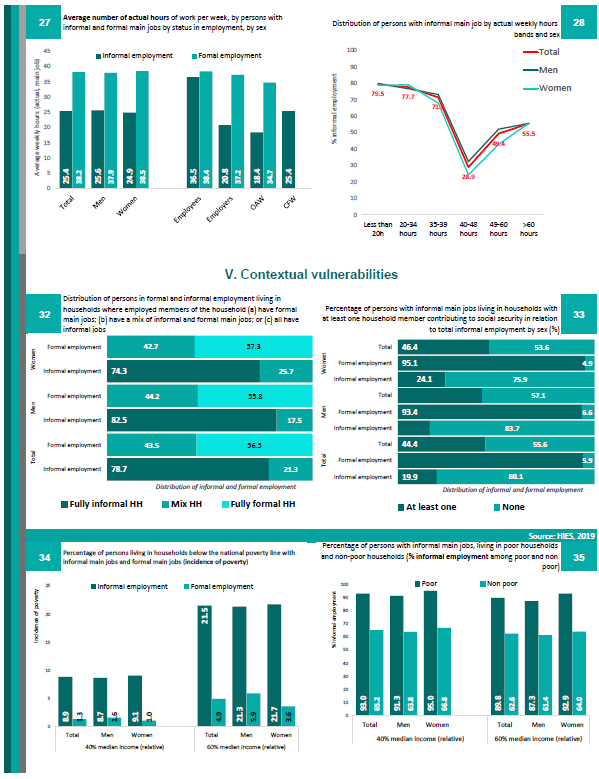 27
Average number of actual hours of work per week, by persons with
informal and formal main jobs by status in employment, by sex
Informal employment
Fomal employment
Average weekly hours (actual, main job)
45
40
35
30
25
20
15
10
5
0
25.4
38.2
25.6
37.9
24.9
38.5
36.5
38.4
20.8
37.2
18.4
34.7
25.4
Total
Men
Women
Employees
Employers
OAW
CFW
28
Distribution of persons with informal main job by actual weekly hours
bands and sex
Total
Men
Women
% informal employment
100
90
80
70
60
50
40
30
20
10
0
79.5
77.7
28.9
49.4
55.5
Less than
20h
20-34
hours
35-39
hours
40-48
hours
49-60
hours
>60
hours
V. Contextual vulnerabilities
32
Distribution of persons in formal and informal employment living in
households where employed members of the household (a) have formal
main jobs; (b) have a mix of informal and formal main jobs; or (c) all have
informal jobs
Women
Fomal employment
42.7
57.3
Informal employment
74.3
25.7
Men
Fomal employment
44.2
55.8
Informal employment
82.5
17.5
Total
Fomal employment
43.5
56.5
Informal employment
78.7
21.3
Distribution of informal and formal employment
Fully informal HH
Mix HH
Fully formal HH
33
Percentage of persons with informal main jobs living in households with
at least one household member contributing to social security in relation
to total informal employment by sex (%)
Women
Total
46.4
53.6
Fomal employment
95.1
4.9
Informal employment
24.1
75.9
Men
Total
57.1
Fomal employment
93.4
6.6
Informal employment
83.7
Total
Total
44.4
55.6
Fomal employment
5.9
Informal employment
19.9
80.1
Distribution of informal and formal employment
At least one
None
Source: HIES, 2019
34
Percentage of persons living in households below the national poverty line with
informal main jobs and formal main jobs (incidence of poverty)
Informal employment
Fomal employment
Incidence of poverty
25
20
15
10
5
0
8.9
1.3
8.7
1.6
9.1
1.0
21.5
4.9
21.3
5.9
21.7
3.6
Total
Men
Women
Total
Men
Women
40% median income (relative)
60% median income (relative)
35
Percentage of persons with informal main jobs, living in poor households
and non-poor households (% informal employment among poor and non
poor)
Poor
Non poor
% informal employment
100
90
80
70
60
50
40
30
20
10
0
93.0
65.2
91.3
63.8
95.0
66.8
89.8
62.6
87.3
61.4
92.9
64.0
Total
Men
Women
Total
Men
Women
40% median income (relative)
60% median income (relative)